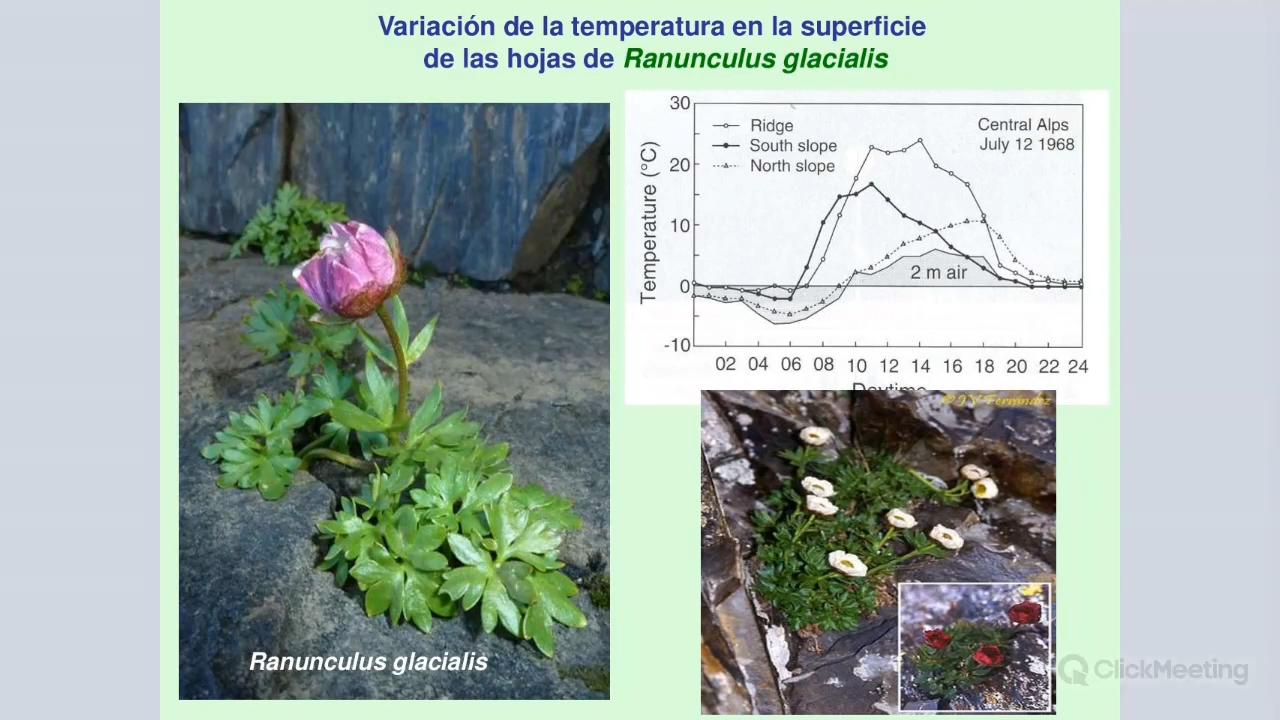 Variación de la temperatura en la superficie
de las hojas de Ranunculus glacialis
Ranunculus glacialis
30
20
10
0
-10
Temperature (°C)
Ridge
South slope
North slope
Central Alps
July 12 1968
2 m air
02 04 06 08 10 12 14 16 18 20 22 24
Daytime
© J V Fernández
ClickMeeting